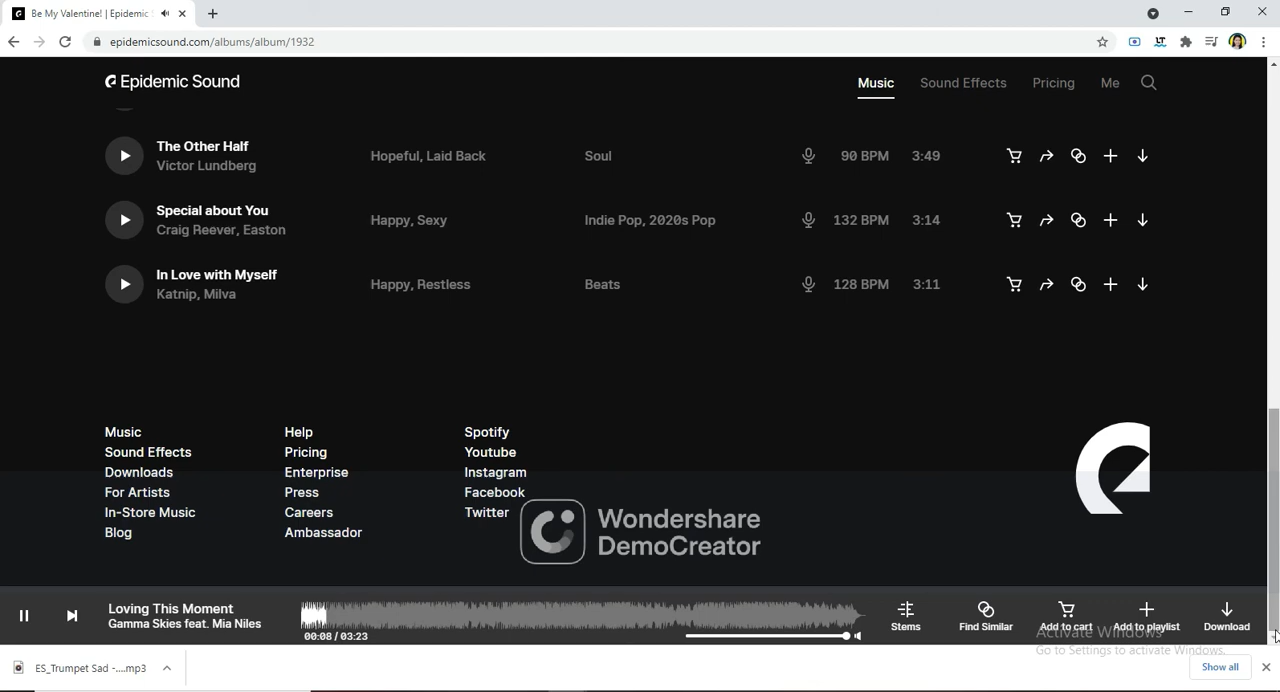 Be My Valentine! | Epidemic
epidemicsound.com/albums/album/1932
LT
Epidemic Sound
Music
Sound Effects
Pricing
Me
The Other Half
Victor Lundberg
Hopeful, Laid Back
Soul
90 BPM
3:49
Special about You
Craig Reever, Easton
Happy, Sexy
Indie Pop, 2020s Pop
132 BPM
3:14
In Love with Myself
Katnip, Milva
Happy, Restless
Beats
128 BPM
3:11
Music
Sound Effects
Downloads
For Artists
In-Store Music
Blog
Help
Pricing
Enterprise
Press
Careers
Ambassador
Spotify
Youtube
Instagram
Facebook
Twitter
Wondershare
DemoCreator
Loving This Moment
Gamma Skies feat. Mia Niles
00:08 / 03:23
Stems
Find Similar
Add to cart
Add to playlist
Download
Activate Windows
Go to Settings to activate Windows.
ES_Trumpet Sad -....mp3
Show all